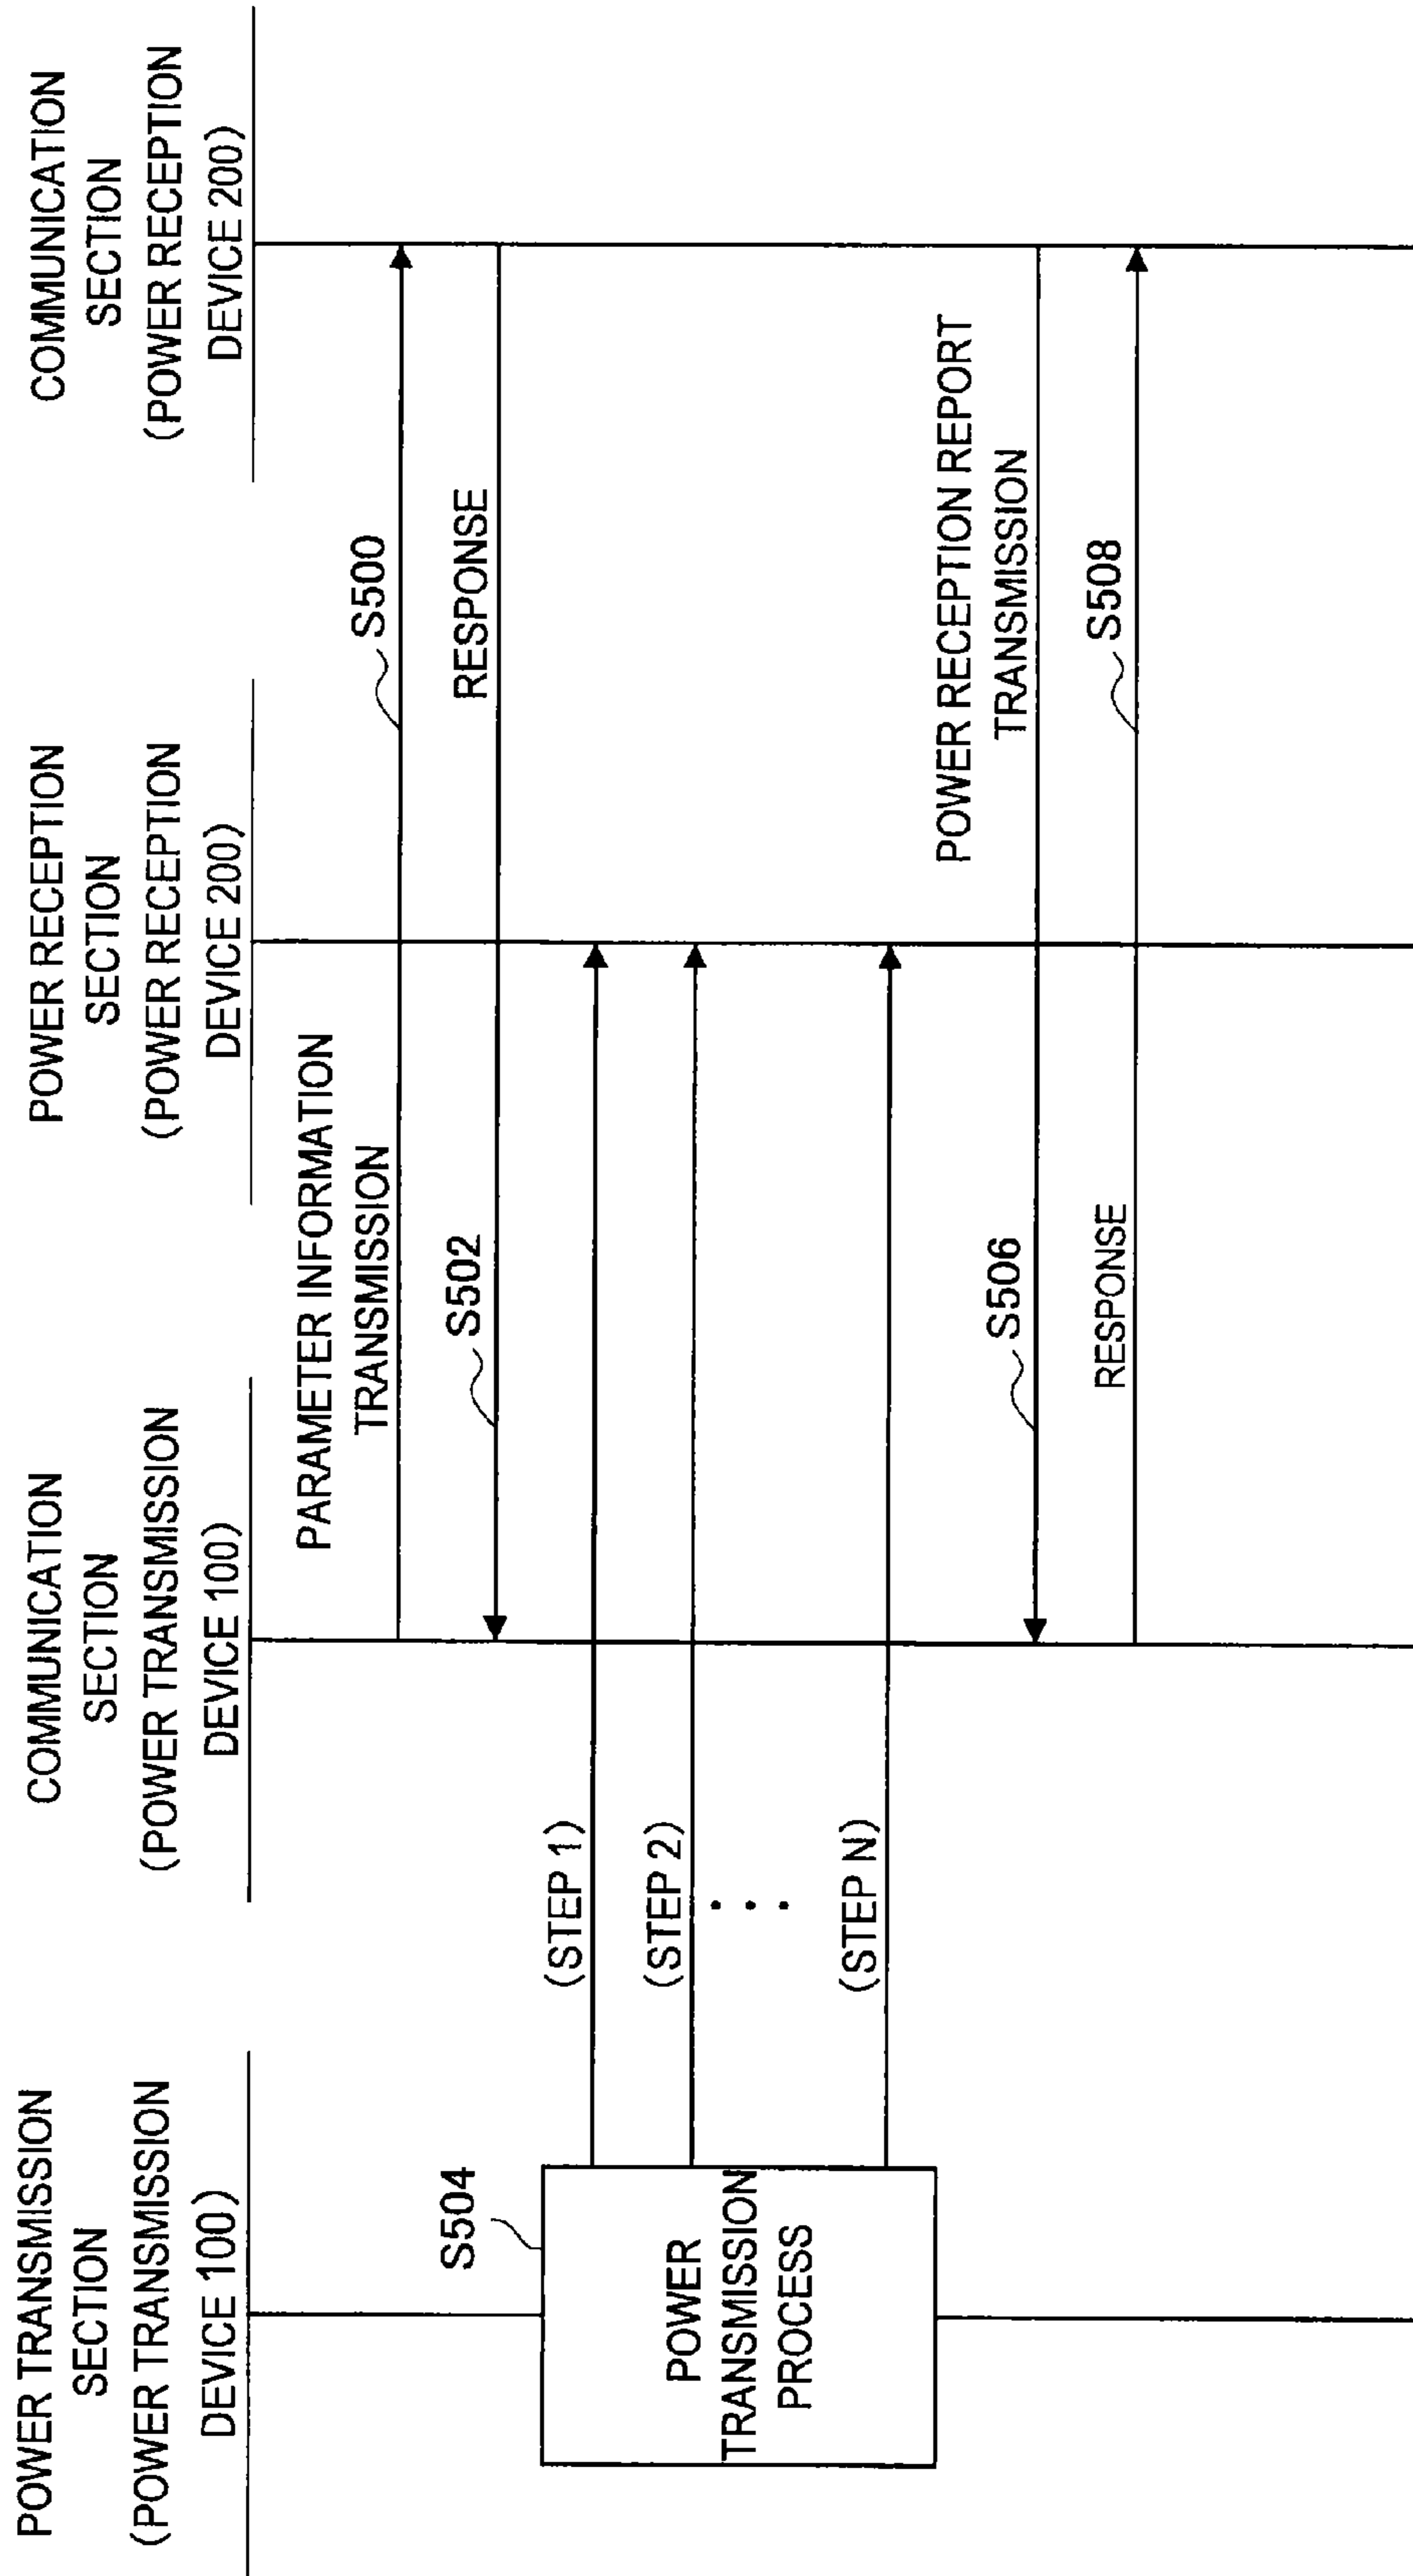 POWER TRANSMISSION
SECTION
(POWER TRANSMISSION
DEVICE 100)
COMMUNICATION
SECTION
(POWER TRANSMISSION
DEVICE 100)
POWER RECEPTION
SECTION
(POWER RECEPTION
DEVICE 200)
COMMUNICATION
SECTION
(POWER RECEPTION
DEVICE 200)
PARAMETER INFORMATION
TRANSMISSION
S500
S502
RESPONSE
S504
POWER
TRANSMISSION
PROCESS
(STEP 1)
(STEP 2)
(STEP N)
POWER RECEPTION REPORT
TRANSMISSION
S506
RESPONSE
S508